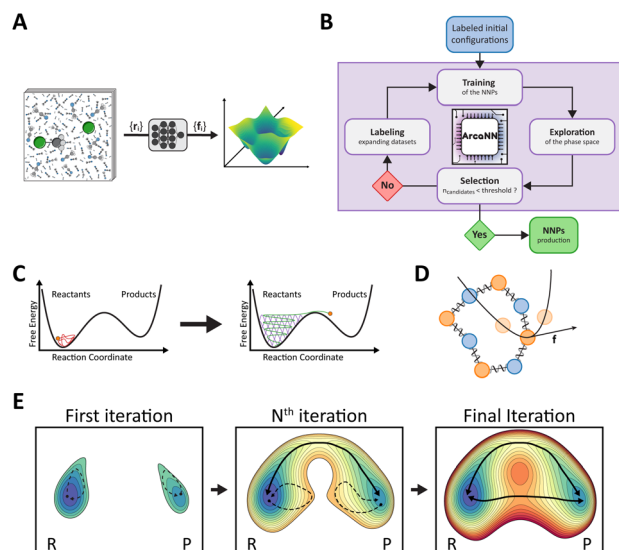 A
{rᵢ}
{fᵢ}
B
Labeled initial
configurations
Training
of the NNPs
Labeling
expanding datasets
ArcaNN
Exploration
of the phase space
Selection
n_candidates < threshold ?
No
Yes
NNPs
production
C
Free Energy
Reactants
Products
Reaction Coordinate
Free Energy
Reactants
Products
Reaction Coordinate
D
f
E
First iteration
R
P
Nth iteration
R
P
Final Iteration
R
P